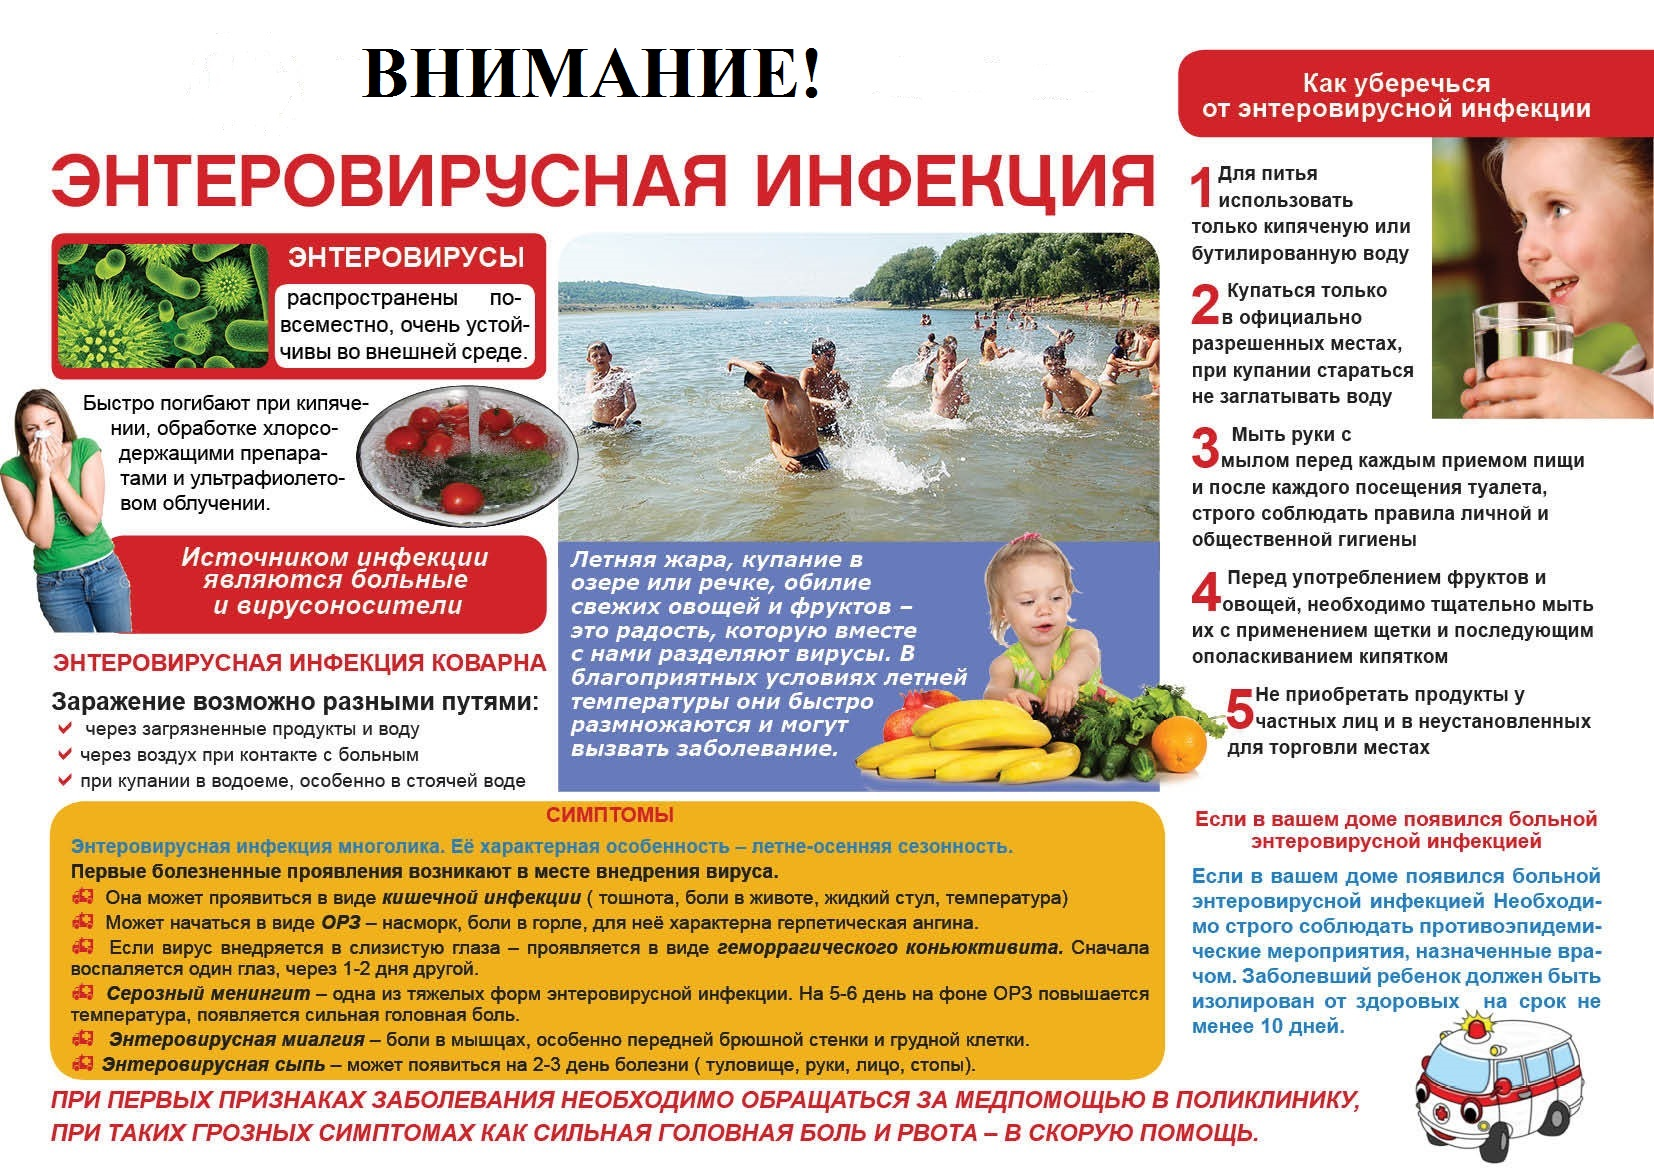 ВНИМАНИЕ!
ЭНТЕРОВИРУСНАЯ ИНФЕКЦИЯ
ЭНТЕРОВИРУСЫ
распространены по-
всеместно, очень устой-
чивы во внешней среде.
Быстро погибают при кипяче-
нии, обработке хлорсо-
держащими препара-
тами и ультрафиолето-
вом облучении.
Источником инфекции
являются больные
и вирусоносители
ЭНТЕРОВИРУСНАЯ ИНФЕКЦИЯ КОВАРНА
Заражение возможно разными путями:
через загрязненные продукты и воду
через воздух при контакте с больным
при купании в водоеме, особенно в стоячей воде
Летняя жара, купание в
озере или речке, обилие
свежих овощей и фруктов –
это радость, которую вместе
с нами разделяют вирусы. В
благоприятных условиях летней
температуры они быстро
размножаются и могут
вызвать заболевание.
СИМПТОМЫ
Энтеровирусная инфекция многолика. Её характерная особенность – летне-осенняя сезонность.
Первые болезненные проявления возникают в месте внедрения вируса.
Она может проявиться в виде кишечной инфекции ( тошнота, боли в животе, жидкий стул, температура)
Может начаться в виде ОРЗ – насморк, боли в горле, для неё характерна герпетическая ангина.
Если вирус внедряется в слизистую глаза – проявляется в виде геморрагического коньюктивита. Сначала
воспаляется один глаз, через 1-2 дня другой.
Серозный менингит – одна из тяжелых форм энтеровирусной инфекции. На 5-6 день на фоне ОРЗ повышается
температура, появляется сильная головная боль.
Энтеровирусная миалгия – боли в мышцах, особенно передней брюшной стенки и грудной клетки.
Энтеровирусная сыпь – может появиться на 2-3 день болезни ( туловище, руки, лицо, стопы).
ПРИ ПЕРВЫХ ПРИЗНАКАХ ЗАБОЛЕВАНИЯ НЕОБХОДИМО ОБРАЩАТЬСЯ ЗА МЕДПОМОЩЬЮ В ПОЛИКЛИНИКУ,
ПРИ ТАКИХ ГРОЗНЫХ СИМПТОМАХ КАК СИЛЬНАЯ ГОЛОВНАЯ БОЛЬ И РВОТА – В СКОРУЮ ПОМОЩЬ.
Как уберечься
от энтеровирусной инфекции
1 Для питья
использовать
только кипяченую или
бутилированную воду
2 Купаться только
в официально
разрешенных местах,
при купании стараться
не заглатывать воду
3 Мыть руки с
мылом перед каждым приемом пищи
и после каждого посещения туалета,
строго соблюдать правила личной и
общественной гигиены
4 Перед употреблением фруктов и
овощей, необходимо тщательно мыть
их с применением щетки и последующим
ополаскиванием кипятком
5 Не приобретать продукты у
частных лиц и в неустановленных
для торговли местах
Если в вашем доме появился больной
энтеровирусной инфекцией
Если в вашем доме появился больной
энтеровирусной инфекцией Необходи-
мо строго соблюдать противоэпидеми-
ческие мероприятия, назначенные вра-
чом. Заболевший ребенок должен быть
изолирован от здоровых на срок не
менее 10 дней.